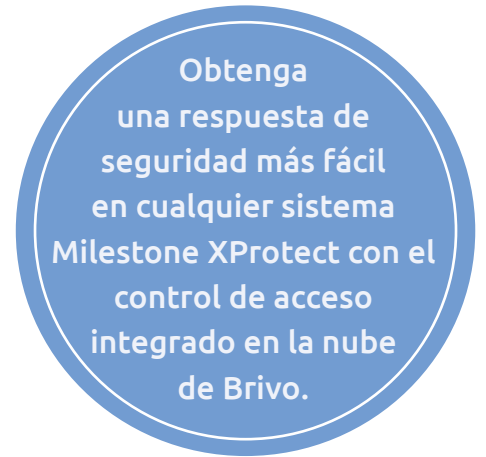 Obtenga
una respuesta de
seguridad más fácil
en cualquier sistema
Milestone XProtect con el
control de acceso
integrado en la nube
de Brivo.